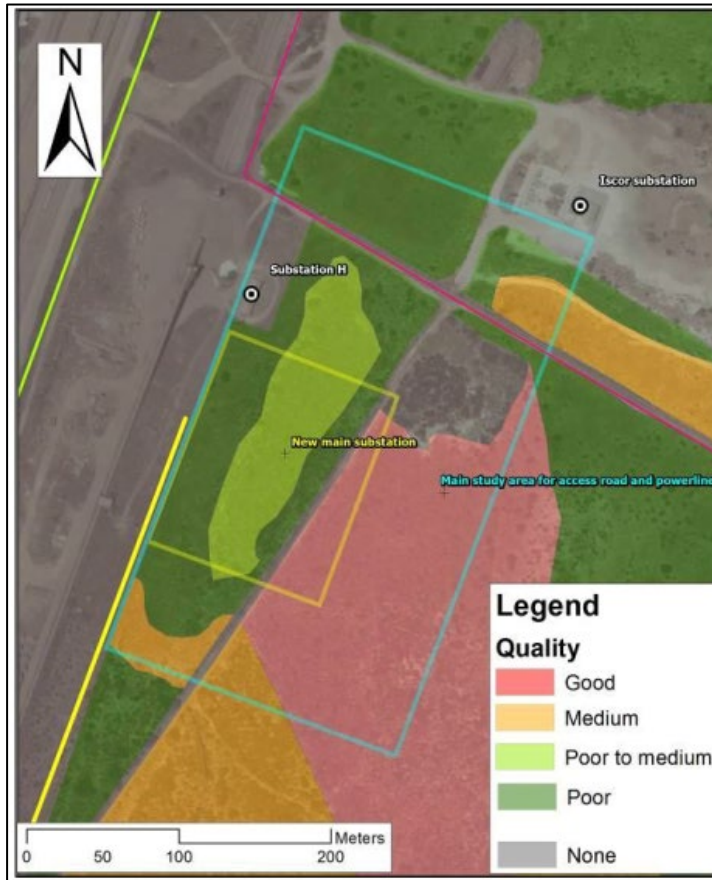 N
Iscor substation
Substation H
New main substation
Main study area for access road and powerline
Legend
Quality
Good
Medium
Poor to medium
Poor
None
Meters
0 50 100 200